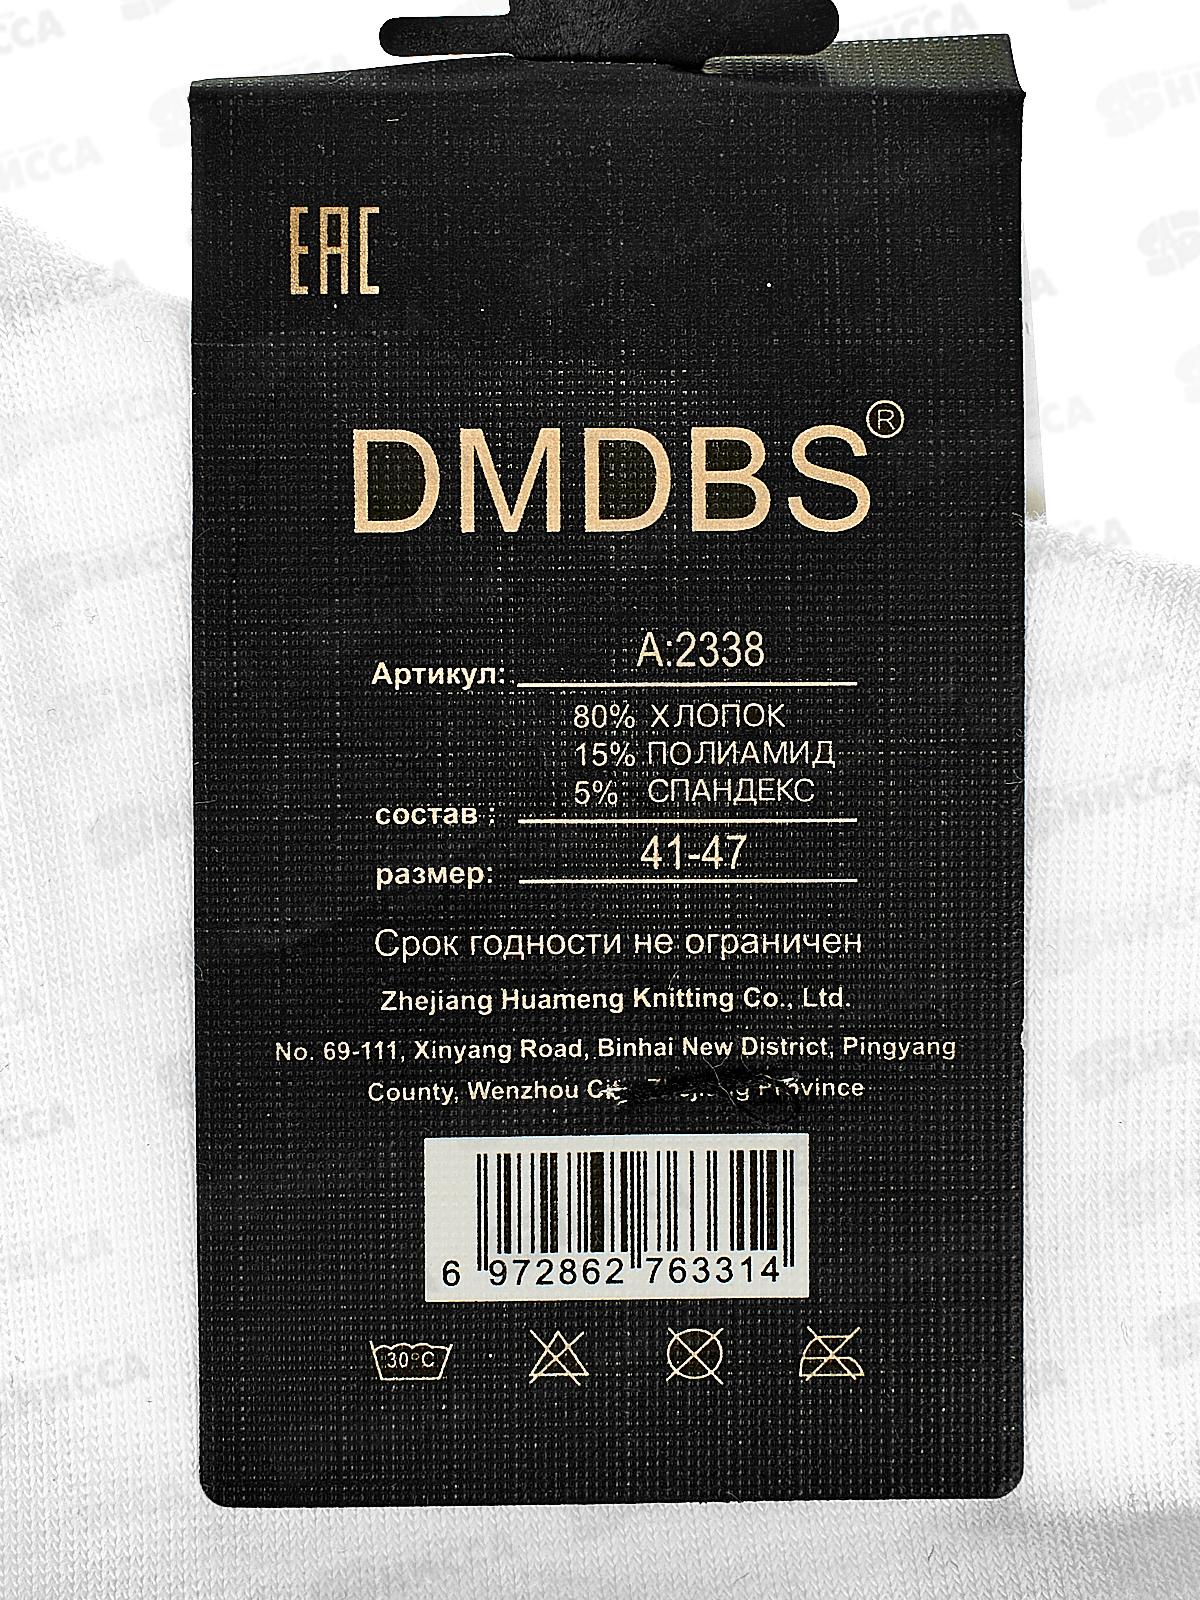 EAC
DMDBS®
A:2338
Артикул:
80% ХЛОПОК
15% ПОЛИАМИД
5% СПАНДЕКС
состав :
41-47
размер:
Срок годности не ограничен
Zhejiang Huameng Knitting Co., Ltd.
No. 69-111, Xinyang Road, Binhai New District, Pingyang
County, Wenzhou Province
6 972862 763314
30°C